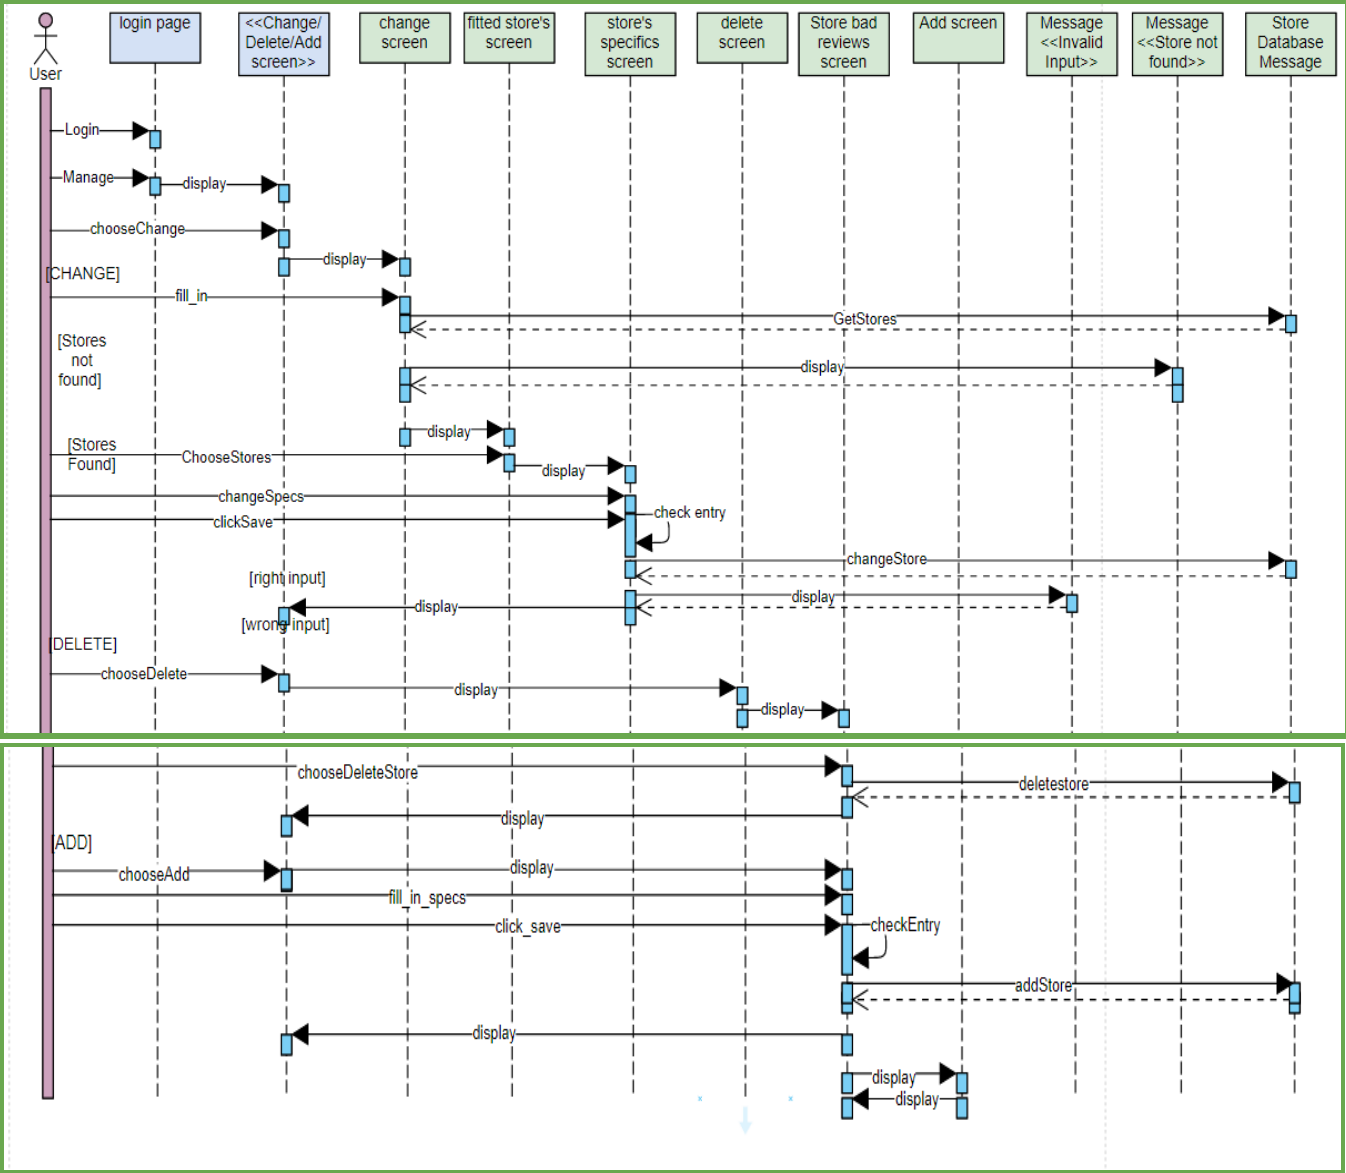 User
login page
<<Change/
Delete/Add
screen>>
change
screen
fitted store's
screen
store's
specifics
screen
delete
screen
Store bad
reviews
screen
Add screen
Message
<<Invalid
Input>>
Message
<<Store not
found>>
Store
Database
Message
Login
Manage
display
chooseChange
display
[CHANGE]
fill_in
GetStores
[Stores
not
found]
display
display
[Stores
Found]
ChooseStores
display
changeSpecs
check entry
clickSave
changeStore
[right input]
display
display
[wrong input]
[DELETE]
chooseDelete
display
display
chooseDeleteStore
deletestore
display
[ADD]
chooseAdd
display
fill_in_specs
click_save
checkEntry
addStore
display
display
display